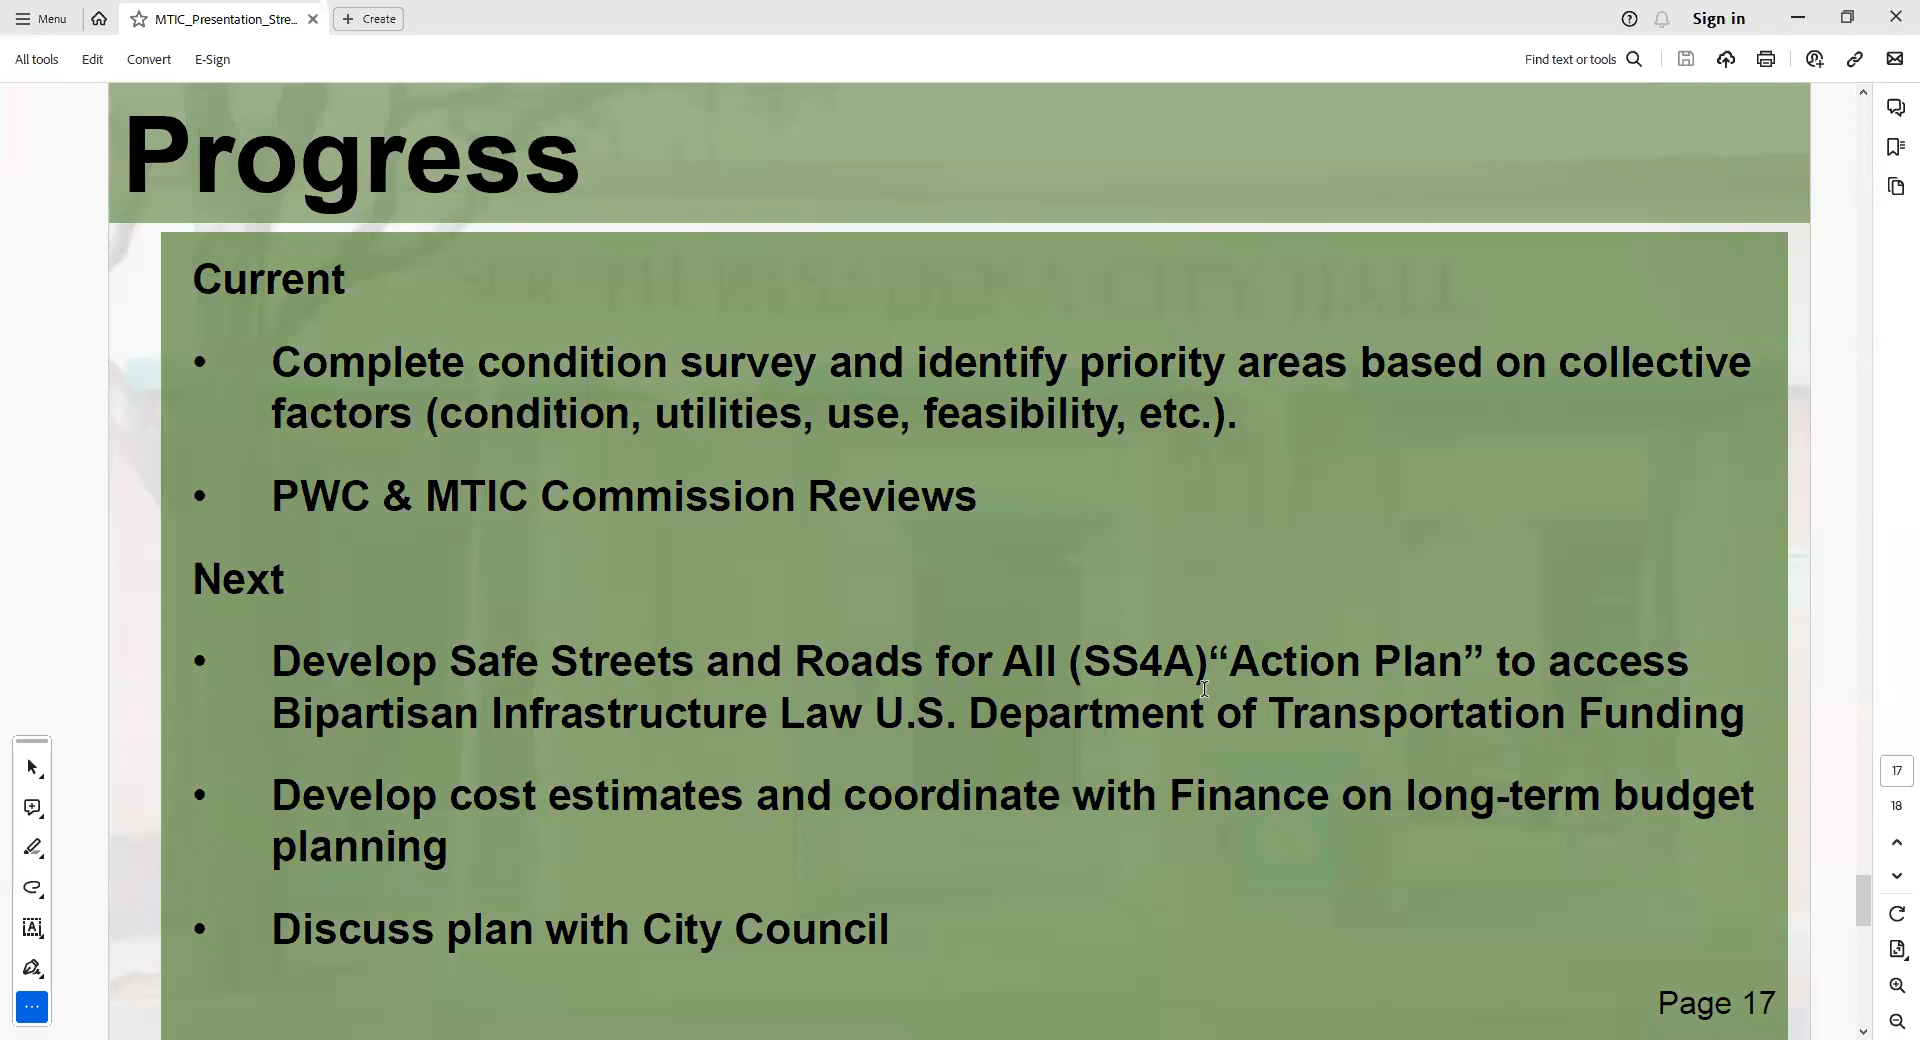 Menu
MTIC_Presentation_Stre...
Create
Sign in
All tools
Edit
Convert
E-Sign
Find text or tools
Progress
SOUTH PASADENA CITY HALL
Current
• Complete condition survey and identify priority areas based on collective
factors (condition, utilities, use, feasibility, etc.).
• PWC & MTIC Commission Reviews
Next
• Develop Safe Streets and Roads for All (SS4A)“Action Plan” to access
Bipartisan Infrastructure Law U.S. Department of Transportation Funding
• Develop cost estimates and coordinate with Finance on long-term budget
planning
• Discuss plan with City Council
Page 17
17
18